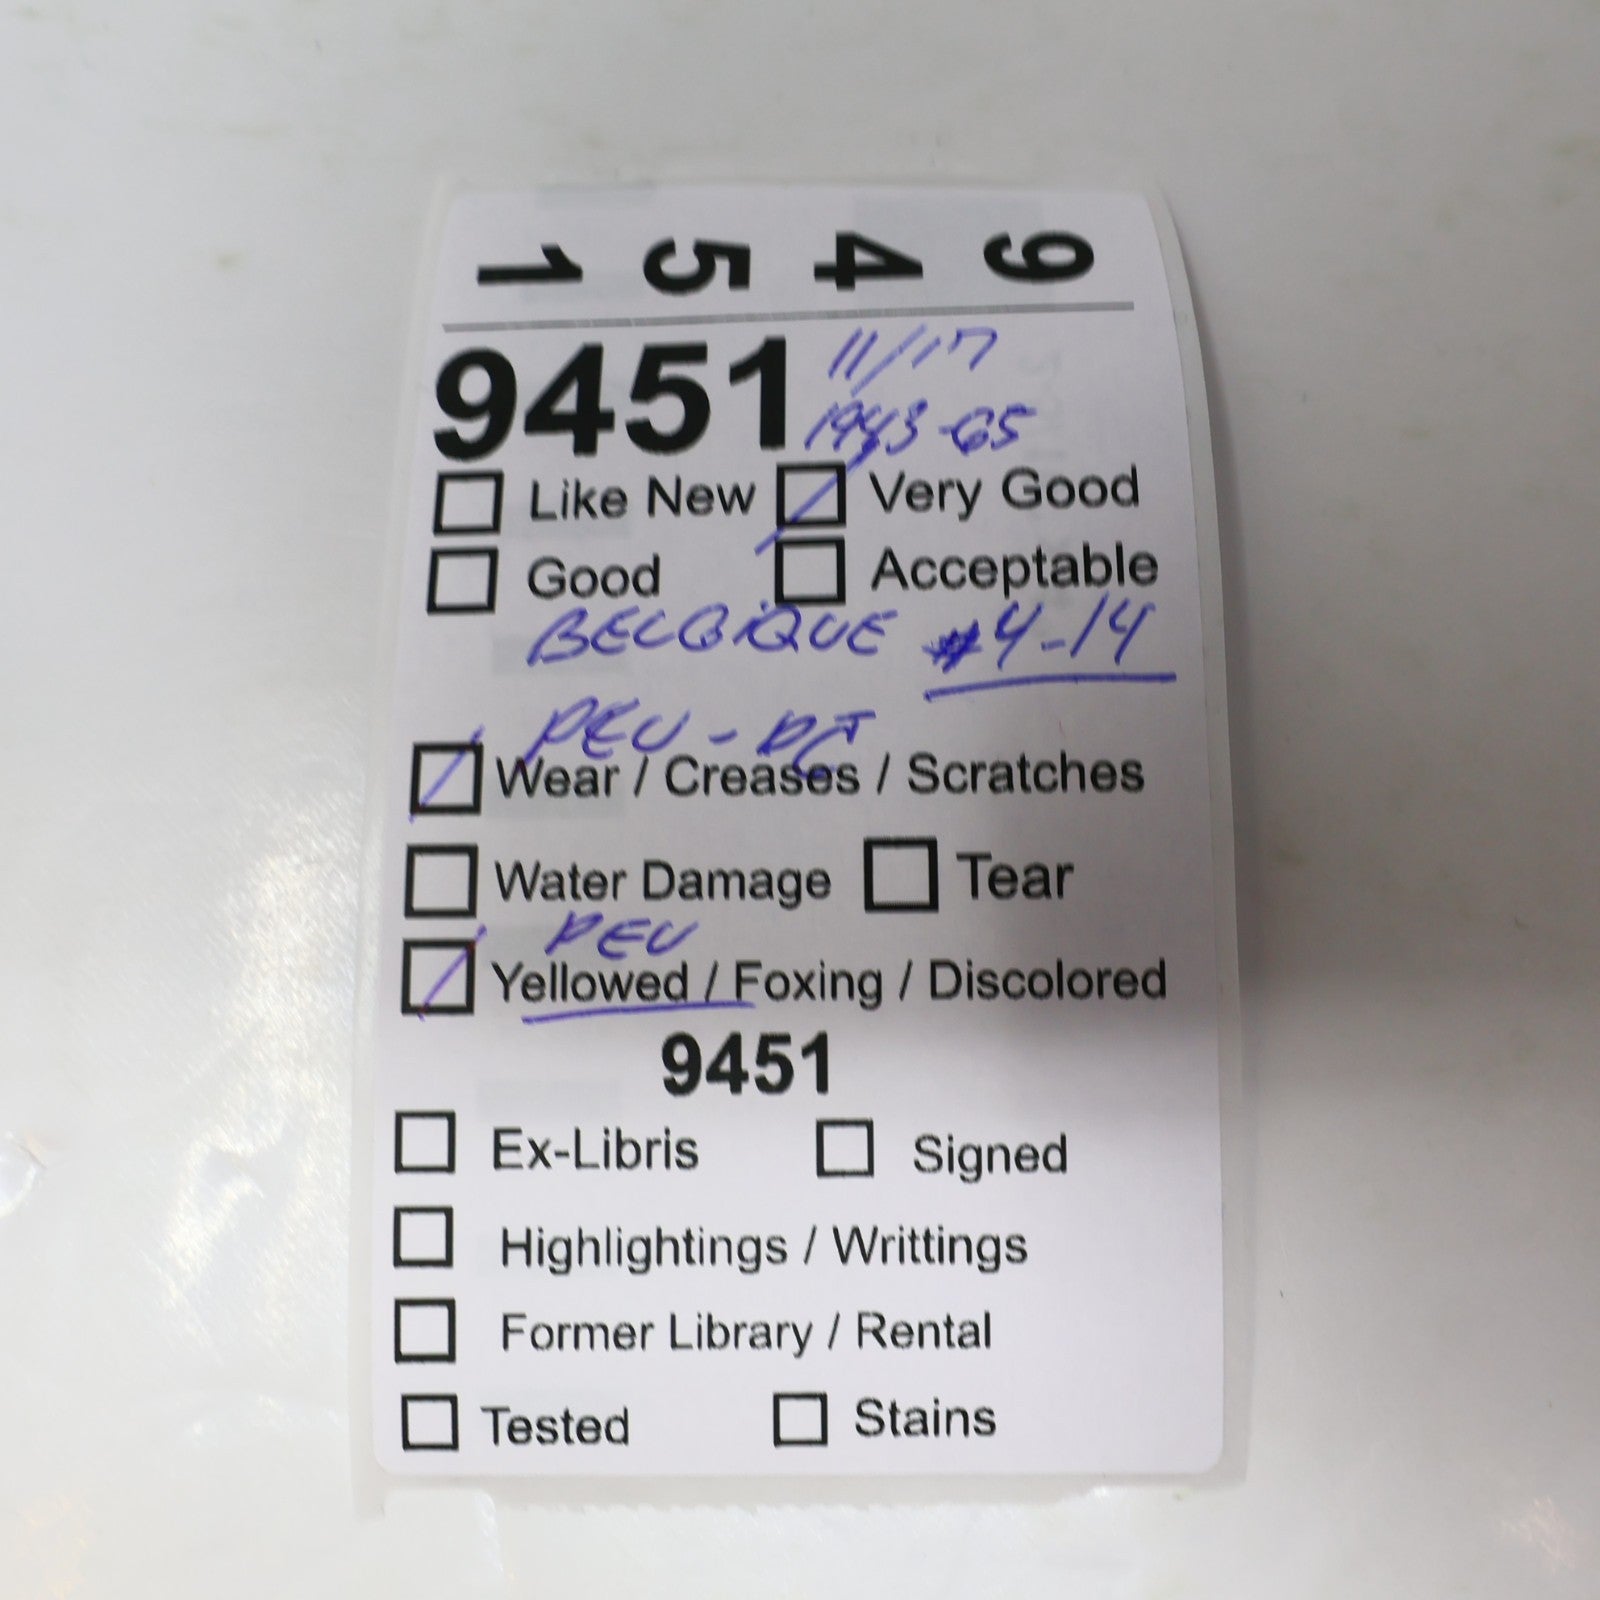 9 4 5 1
9451 11/17
1943-65
Like New Very Good
Good Acceptable
BELGIQUE #4-14
PEU -
Wear / Creases / Scratches
Water Damage Tear
PEU
Yellowed / Foxing / Discolored
9451
Ex-Libris Signed
Highlightings / Writtings
Former Library / Rental
Tested Stains